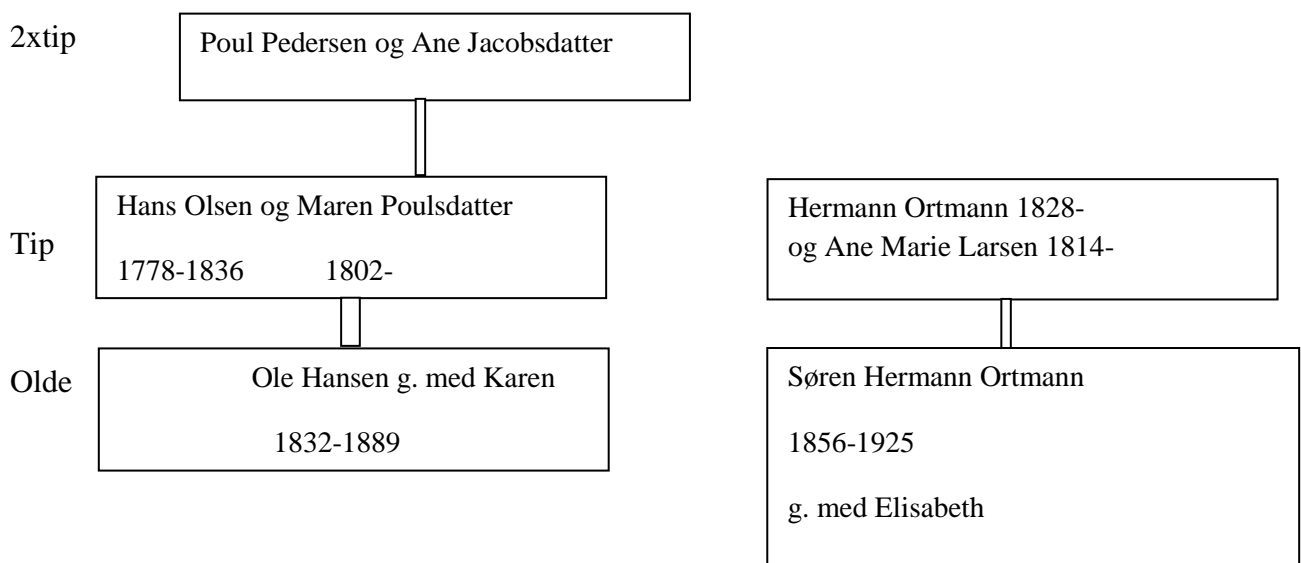 2xtip
Poul Pedersen og Ane Jacobsdatter
Tip
Hans Olsen og Maren Poulsdatter
1778-1836 1802-
Hermann Ortmann 1828-
og Ane Marie Larsen 1814-
Olde
Ole Hansen g. med Karen
1832-1889
Søren Hermann Ortmann
1856-1925
g. med Elisabeth